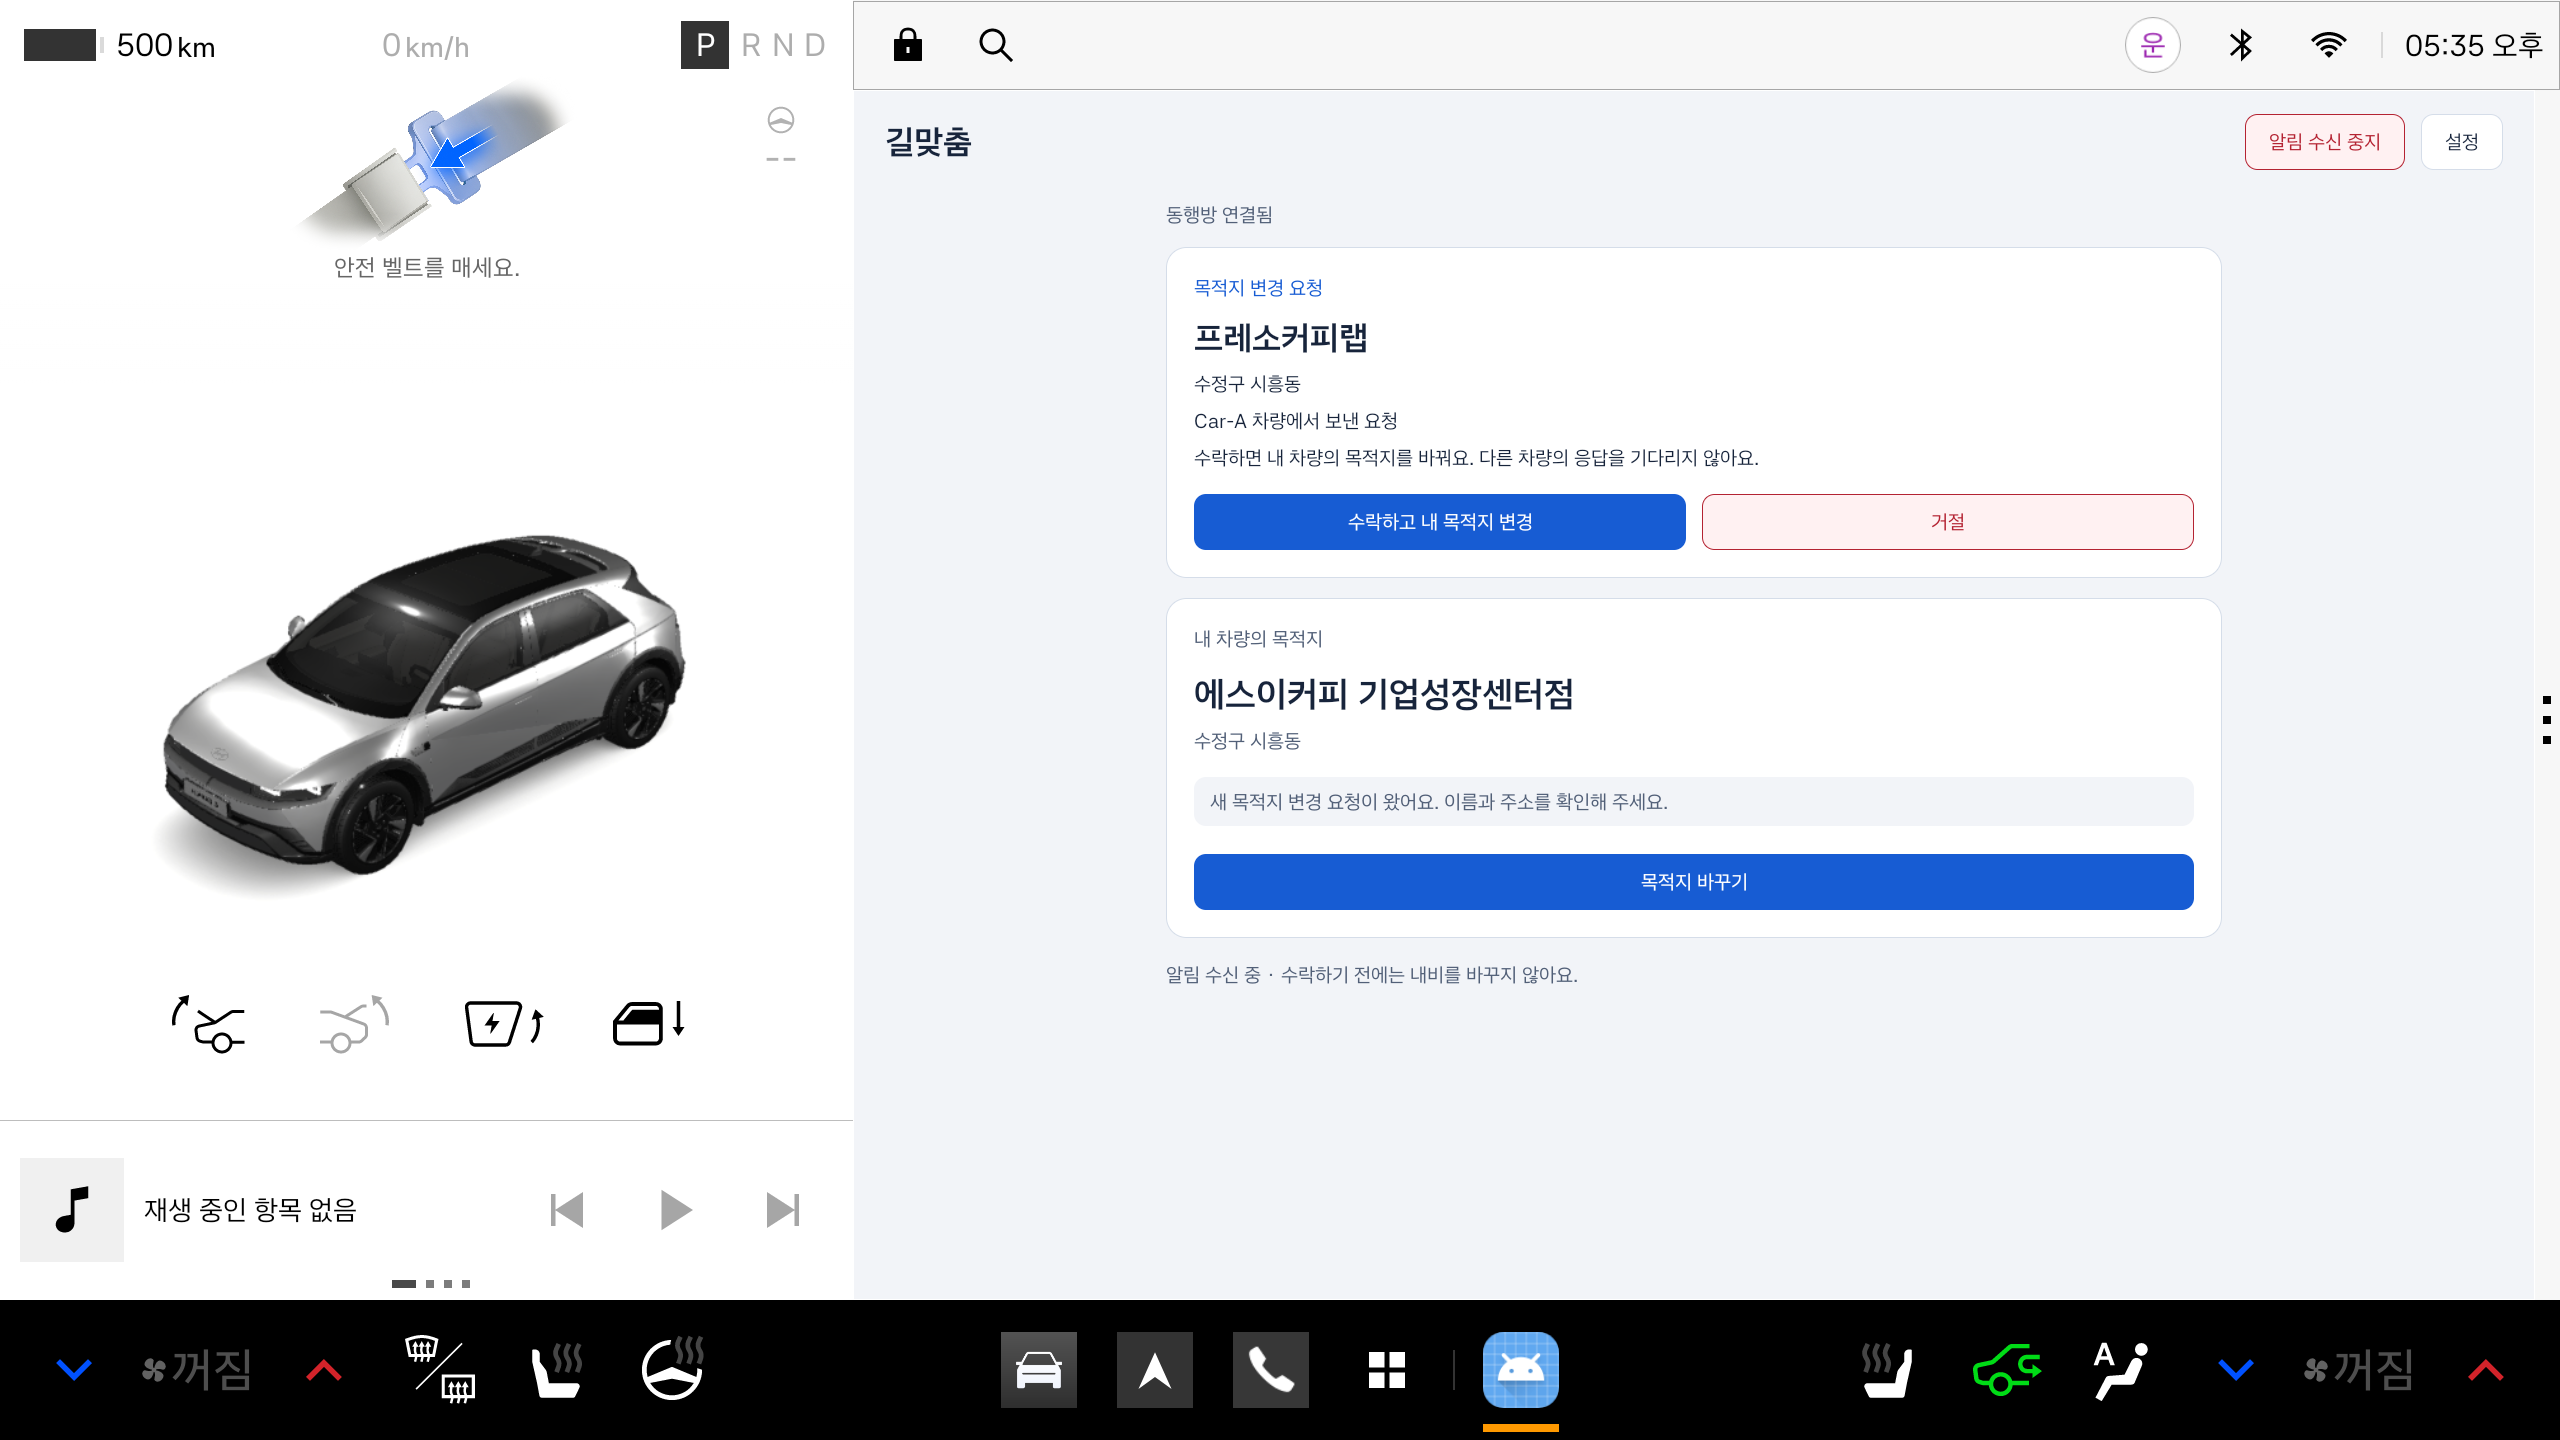 500 km
0 km/h
P R N D
안전 벨트를 매세요.
재생 중인 항목 없음
운
05:35 오후
길맞춤
알림 수신 중지
설정
동행방 연결됨
목적지 변경 요청
프레소커피랩
수정구 시흥동
Car-A 차량에서 보낸 요청
수락하면 내 차량의 목적지를 바꿔요. 다른 차량의 응답을 기다리지 않아요.
수락하고 내 목적지 변경
거절
내 차량의 목적지
에스이커피 기업성장센터점
수정구 시흥동
새 목적지 변경 요청이 왔어요. 이름과 주소를 확인해 주세요.
목적지 바꾸기
알림 수신 중 · 수락하기 전에는 내비를 바꾸지 않아요.
꺼짐
A
꺼짐